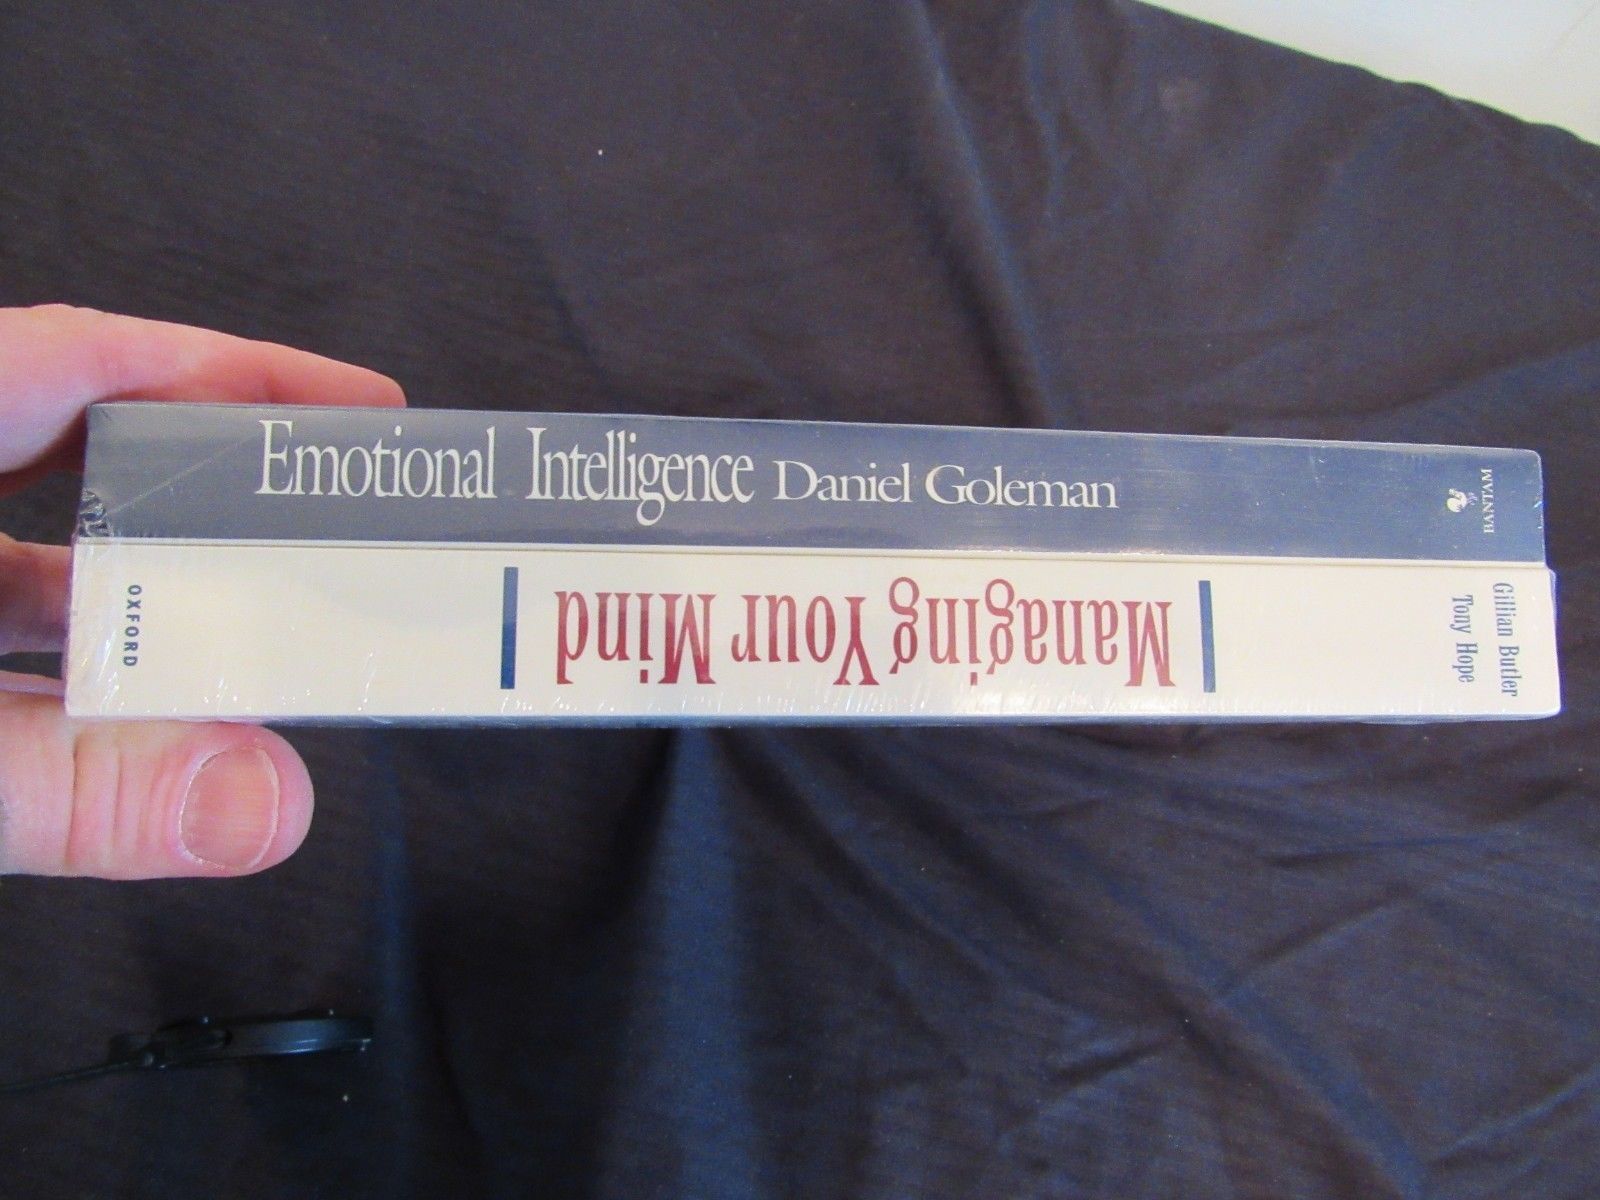 Emotional Intelligence Daniel Goleman
BANTAM
Gillian Butler
Tony Hope
Managing Your Mind
OXFORD